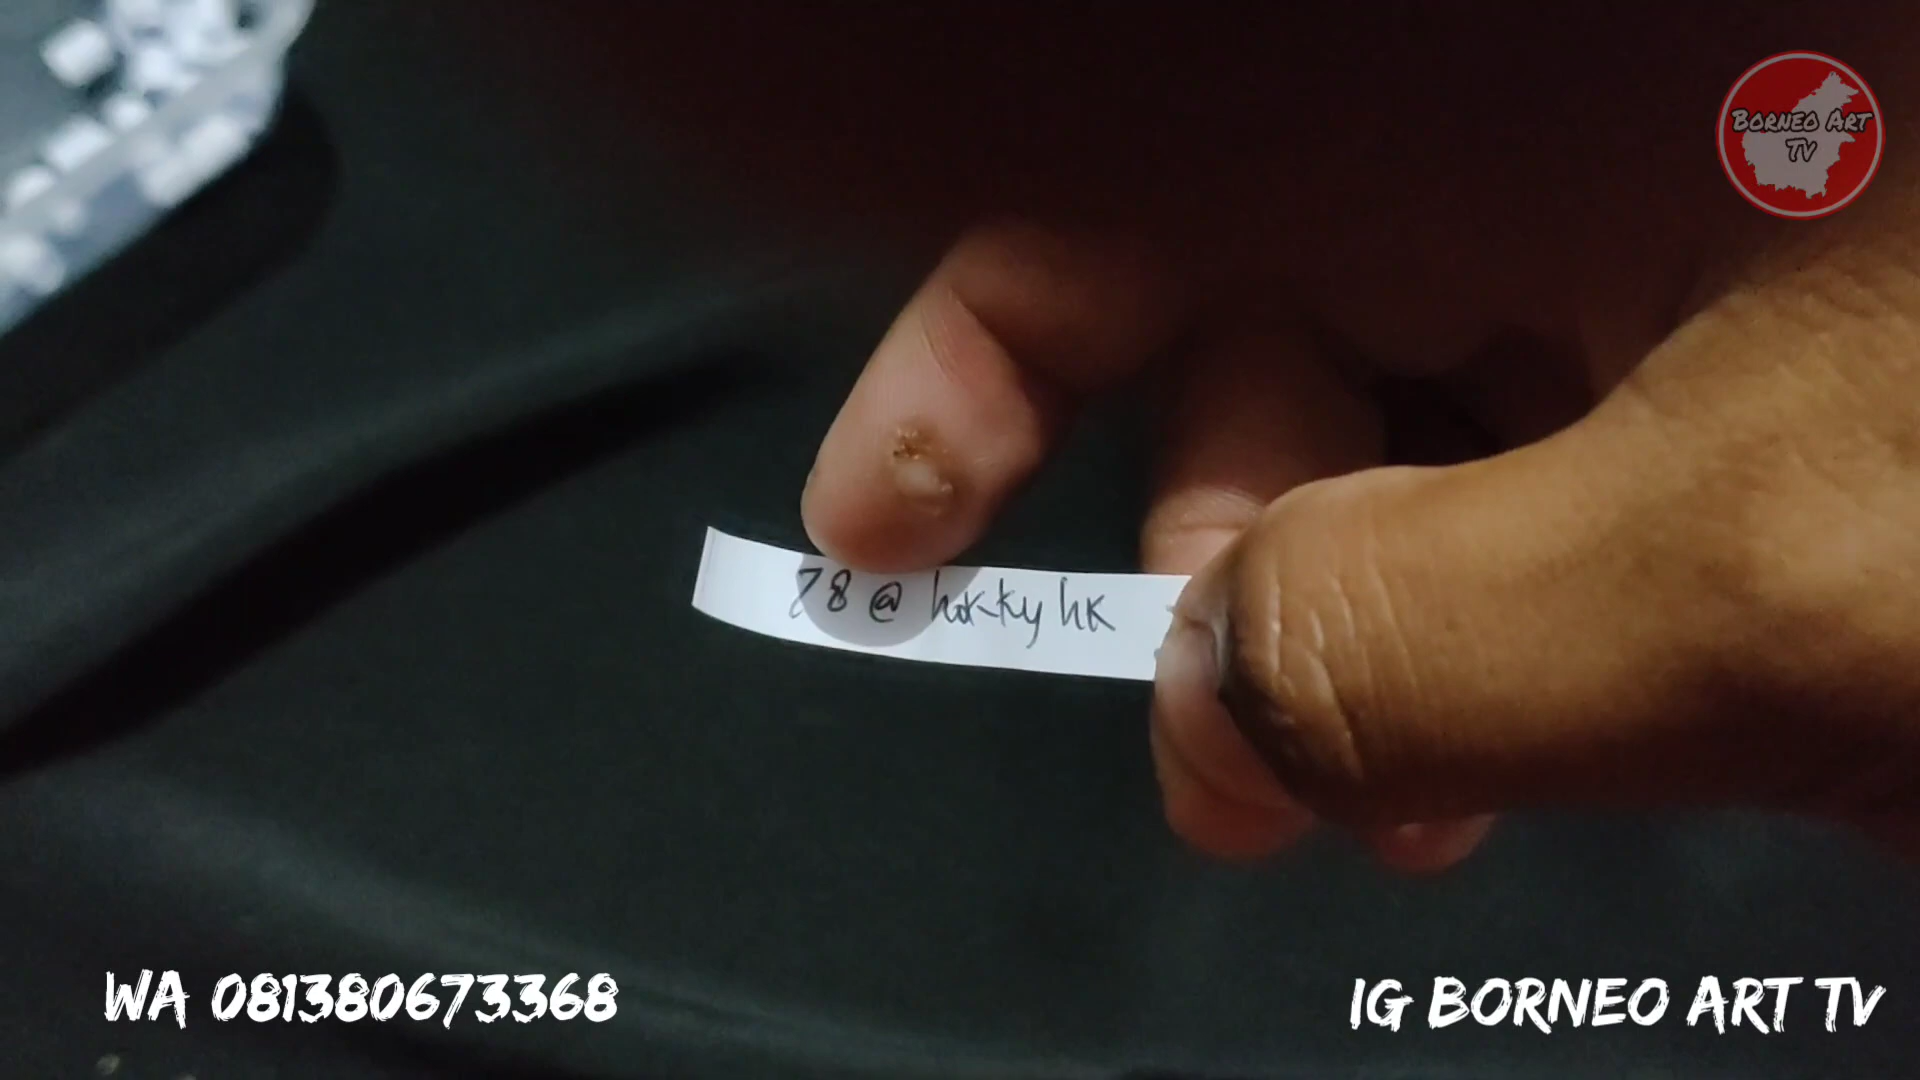 BORNEO ART
TV
78 @ hokky hk
WA 081380673368
IG BORNEO ART TV